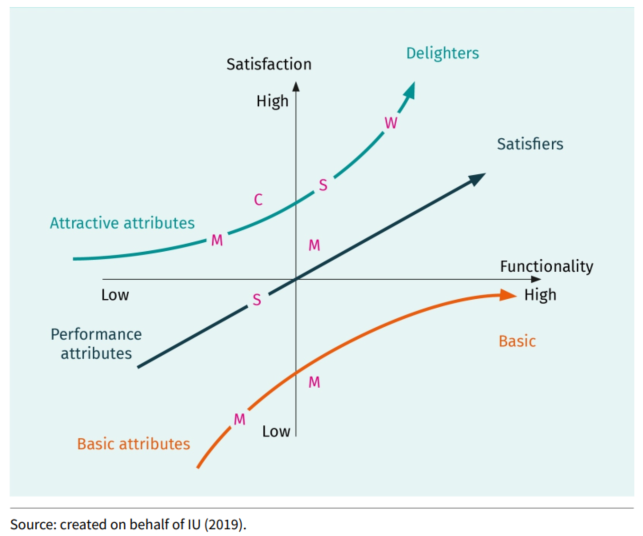 Delighters
Satisfaction
High
W
Satisfiers
S
C
Attractive attributes
M
M
Functionality
Low
High
S
Performance
attributes
Basic
M
M
Low
Basic attributes
Source: created on behalf of IU (2019).